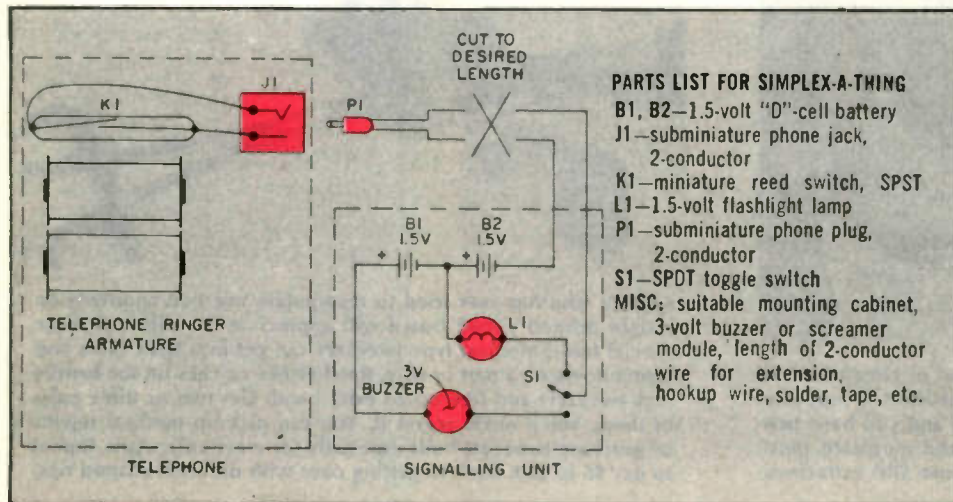 K1
J1
TELEPHONE RINGER
ARMATURE
TELEPHONE
P1
CUT TO
DESIRED
LENGTH
B1
1.5V
B2
1.5V
+
+
L1
S1
3V
BUZZER
SIGNALLING UNIT
PARTS LIST FOR SIMPLEX-A-THING
B1, B2—1.5-volt "D"-cell battery
J1—subminiature phone jack,
2-conductor
K1—miniature reed switch, SPST
L1—1.5-volt flashlight lamp
P1—subminiature phone plug,
2-conductor
S1—SPDT toggle switch
MISC: suitable mounting cabinet,
3-volt buzzer or screamer
module, length of 2-conductor
wire for extension,
hookup wire, solder, tape, etc.